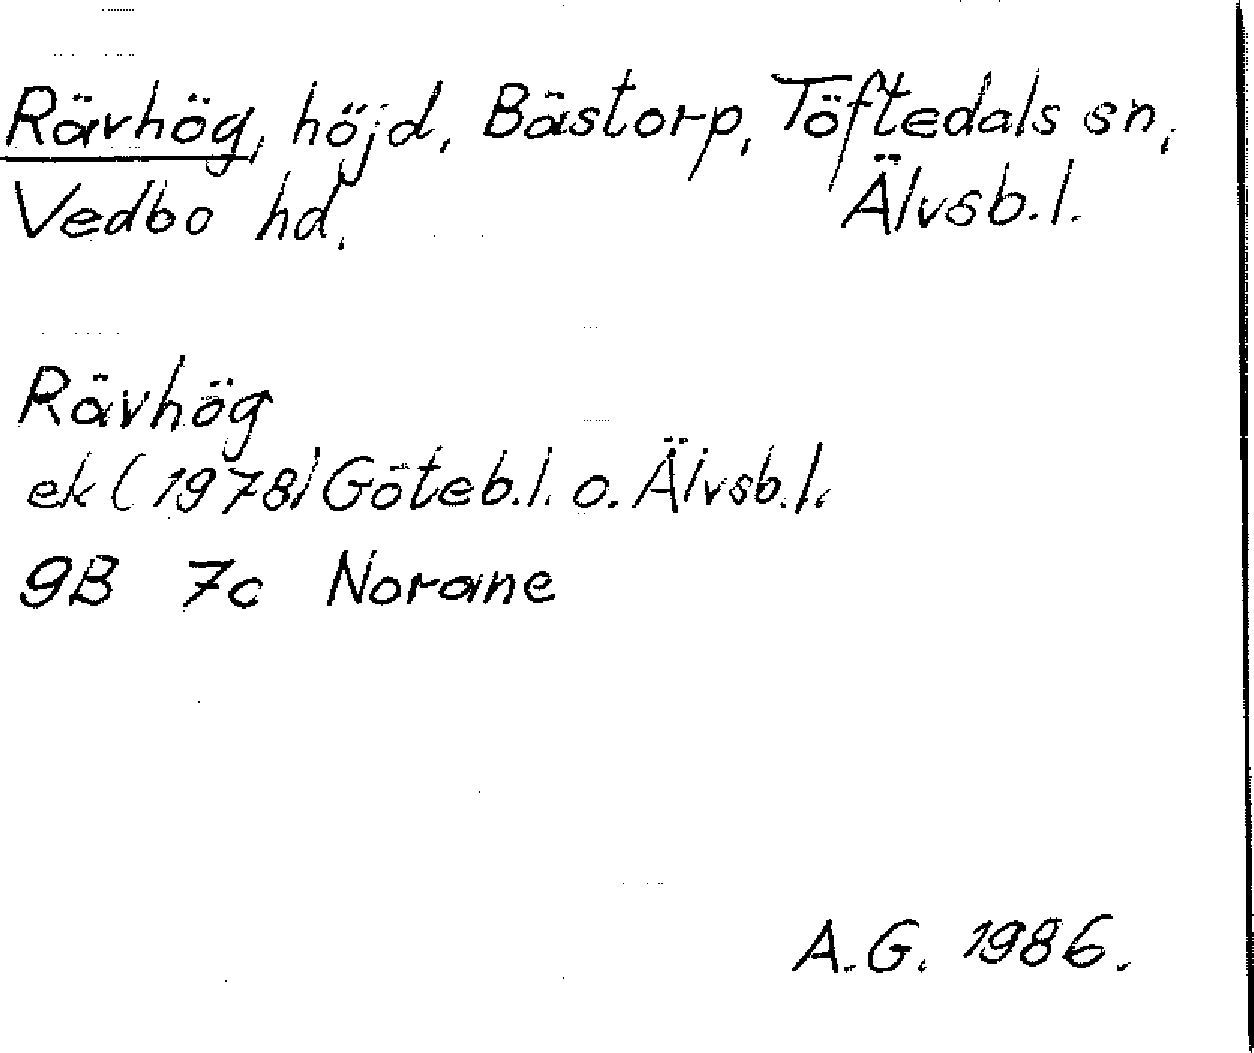 Rävhög, höjd, Bästorp, Töftedals sn,
Vedbo hd. Älvsb.l.
Rävhög
ek (1978) Göteb.l. o. Älvsb.l.
9B 7c Norane
A.G. 1986.